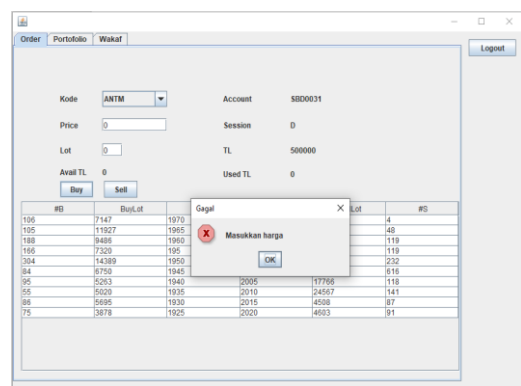 Order Portofolio Wakaf
Logout
Kode ANTM Account SBD0031
Price 0 Session D
Lot 0 TL 500000
Avail TL 0 Used TL 0
Buy Sell
#B BuyLot Lot #S
106 7147 1970 4
105 11927 1965 48
188 9486 1960 119
166 7320 195 119
304 14389 1950 232
84 6750 1945 616
95 5263 1940 2005 17766 118
55 5020 1935 2010 24567 141
86 5695 1930 2015 4508 87
75 3878 1925 2020 4603 91
Gagal
Masukkan harga
OK